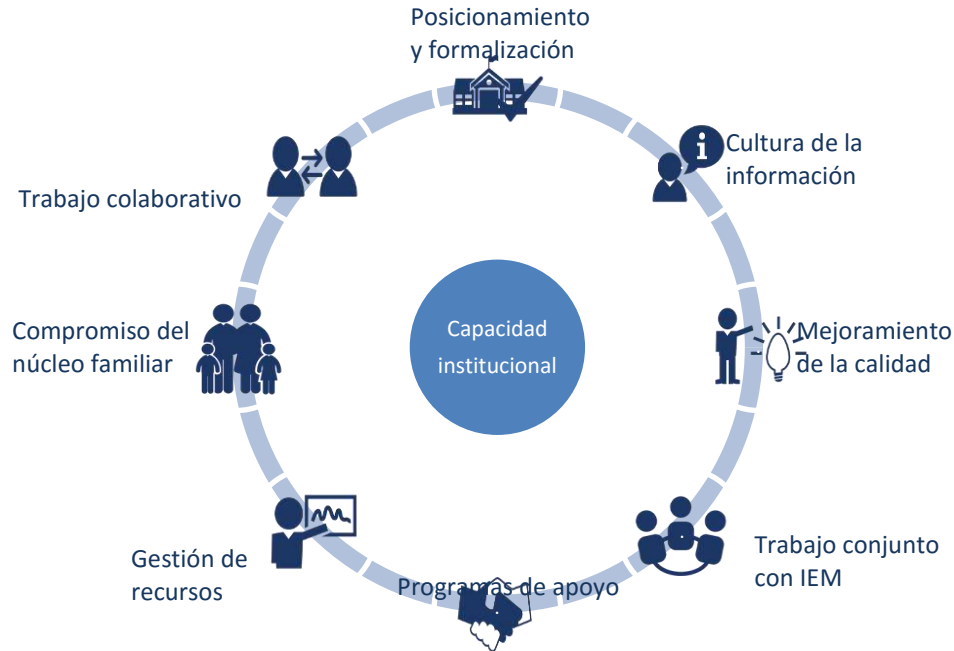 Posicionamiento
y formalización
Cultura de la
información
Mejoramiento
de la calidad
Trabajo conjunto
con IEM
Programas de apoyo
Gestión de
recursos
Compromiso del
núcleo familiar
Trabajo colaborativo
Capacidad
institucional
i